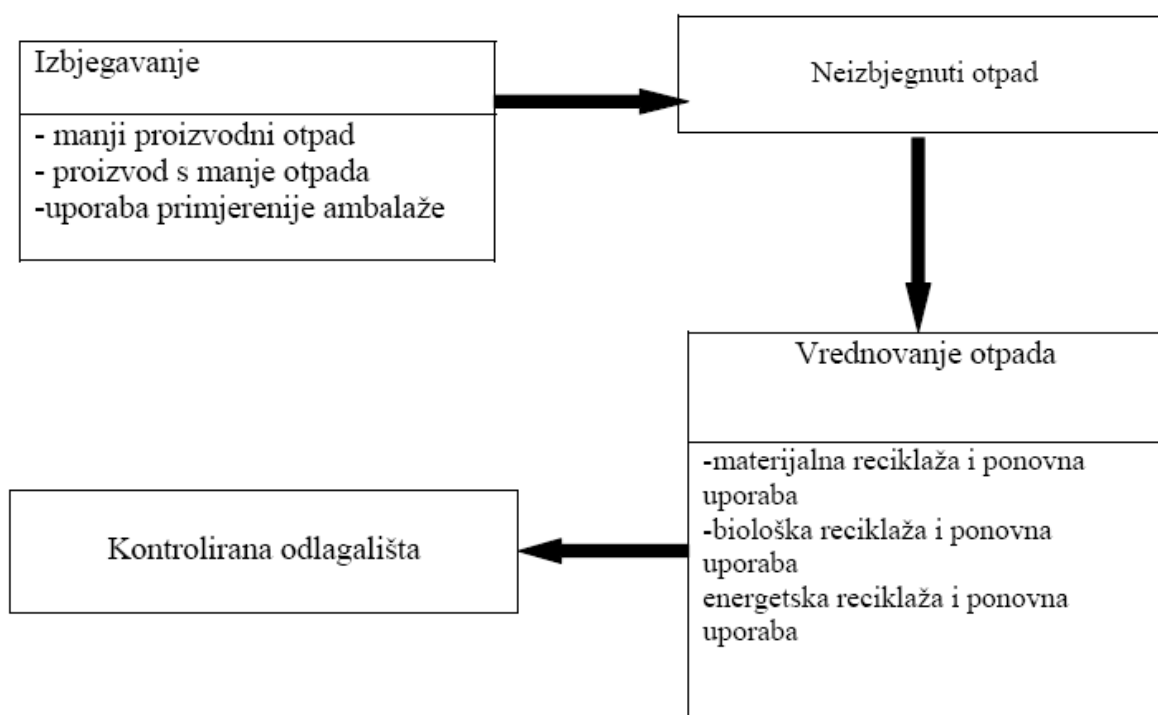 Izbjegavanje
- manji proizvodni otpad
- proizvod s manje otpada
-uporaba primjerenije ambalaže
Neizbjegnuti otpad
Vrednovanje otpada
-materijalna reciklaža i ponovna
uporaba
-biološka reciklaža i ponovna
uporaba
energetska reciklaža i ponovna
uporaba
Kontrolirana odlagališta